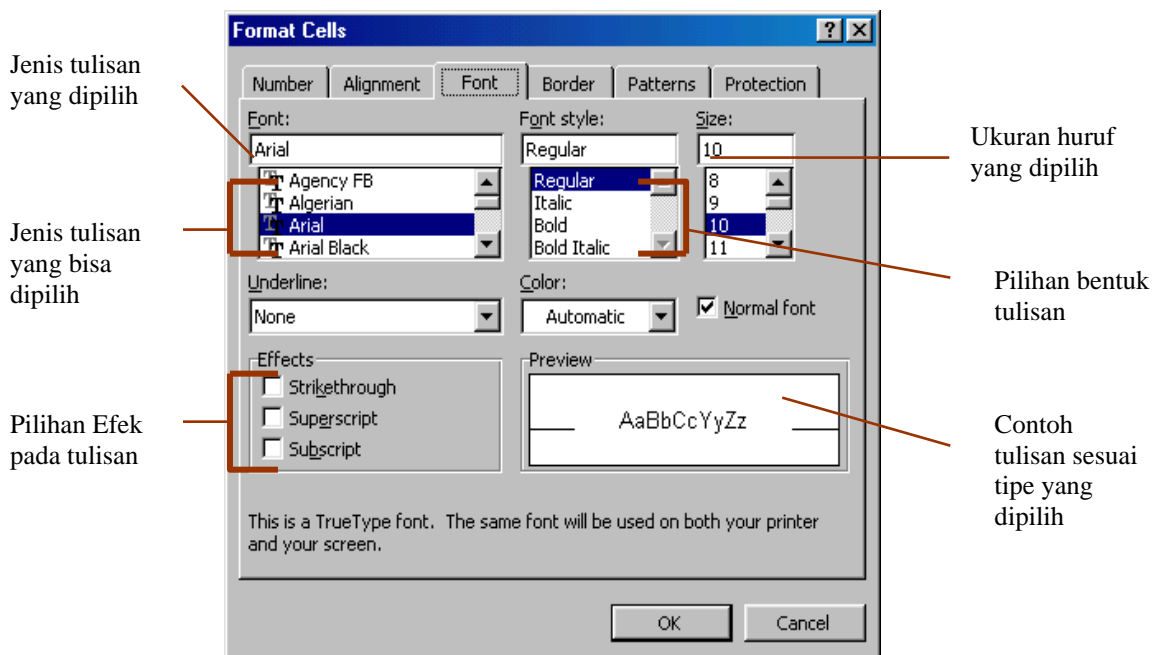 Format Cells
Jenis tulisan
yang dipilih
Number Alignment Font Border Patterns Protection
Font: Font style: Size:
Arial Regular 10
Ukuran huruf
yang dipilih
Agency FB Regular 8
Algerian Italic 9
Arial Bold 10
Arial Black Bold Italic 11
Jenis tulisan
yang bisa
dipilih
Pilihan bentuk
tulisan
Underline: Color:
None Automatic Normal font
Effects Preview
Strikethrough
Superscript
Subscript
AaBbCcYyZz
Pilihan Efek
pada tulisan
Contoh
tulisan sesuai
tipe yang
dipilih
This is a TrueType font. The same font will be used on both your printer
and your screen.
OK Cancel